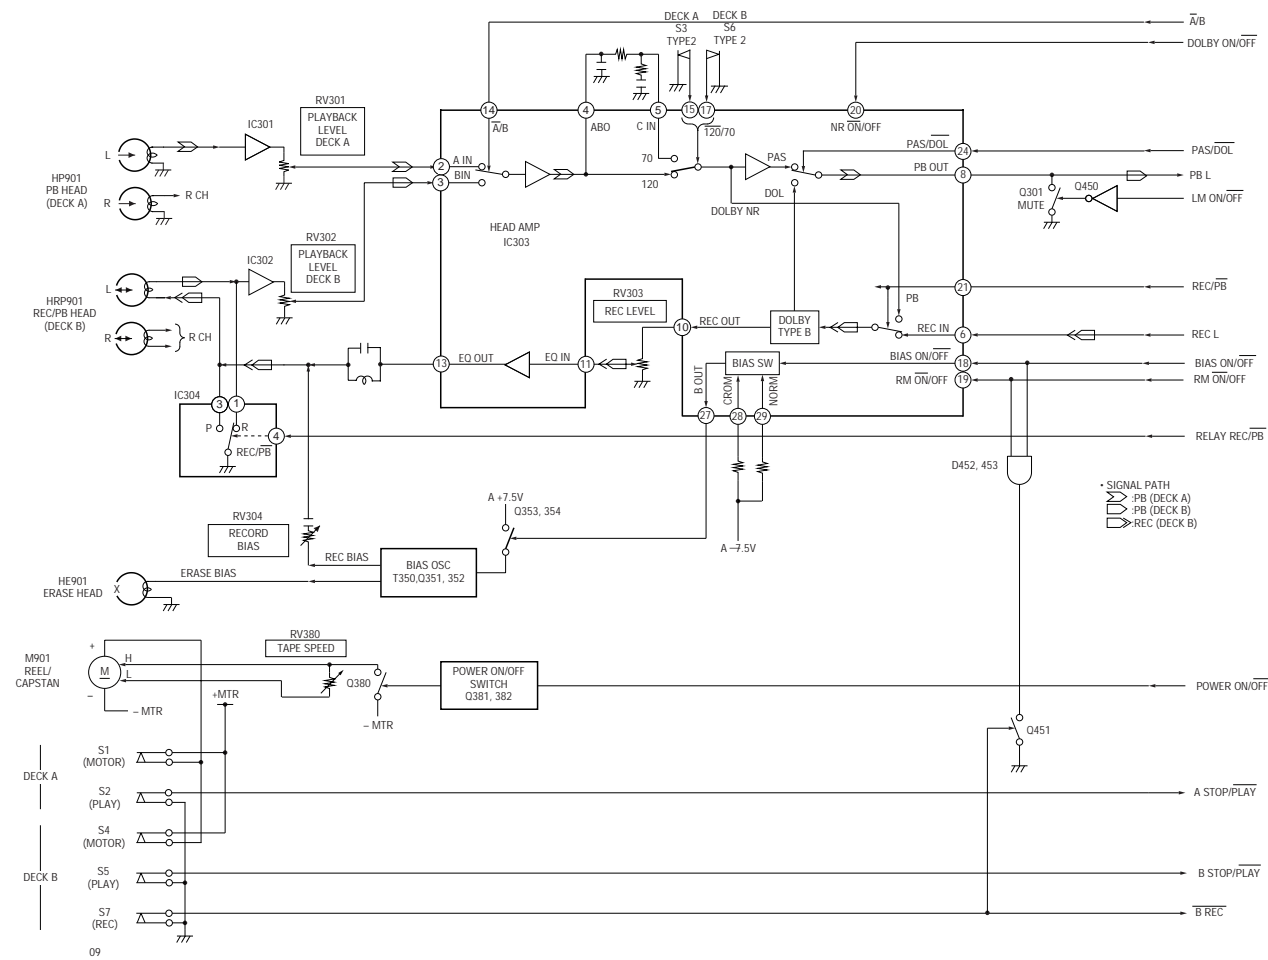 DECK A
S3
TYPE2
DECK B
S6
TYPE 2
A/B
DOLBY ON/OFF
RV301
PLAYBACK
LEVEL
DECK A
IC301
14
4
5
15
17
20
A/B
ABO
C IN
120/70
NR ON/OFF
L
HP901
PB HEAD
(DECK A)
R
R CH
2
A IN
3
BIN
70
120
PAS
DOL
DOLBY NR
PAS/DOL
24
PAS/DOL
PB OUT
8
PB L
Q301
MUTE
Q450
LM ON/OFF
HEAD AMP
IC303
RV302
PLAYBACK
LEVEL
DECK B
IC302
L
HRP901
REC/PB HEAD
(DECK B)
R
R CH
RV303
REC LEVEL
21
REC/PB
PB
10
REC OUT
DOLBY
TYPE B
REC IN
6
REC L
13
EQ OUT
EQ IN
11
BIAS SW
BIAS ON/OFF
18
BIAS ON/OFF
RM ON/OFF
19
RM ON/OFF
B OUT
CROM
NORM
27
28
29
IC304
3
1
P
R
4
REC/PB
RELAY REC/PB
D452, 453
• SIGNAL PATH
:PB (DECK A)
:PB (DECK B)
:REC (DECK B)
A +7.5V
Q353, 354
A –7.5V
RV304
RECORD
BIAS
REC BIAS
BIAS OSC
T350,Q351, 352
ERASE BIAS
HE901
ERASE HEAD
X
RV380
TAPE SPEED
M901
REEL/
CAPSTAN
+
M
–
H
L
– MTR
+MTR
Q380
– MTR
POWER ON/OFF
SWITCH
Q381, 382
POWER ON/OFF
Q451
DECK A
S1
(MOTOR)
S2
(PLAY)
A STOP/PLAY
DECK B
S4
(MOTOR)
S5
(PLAY)
B STOP/PLAY
S7
(REC)
B REC
09